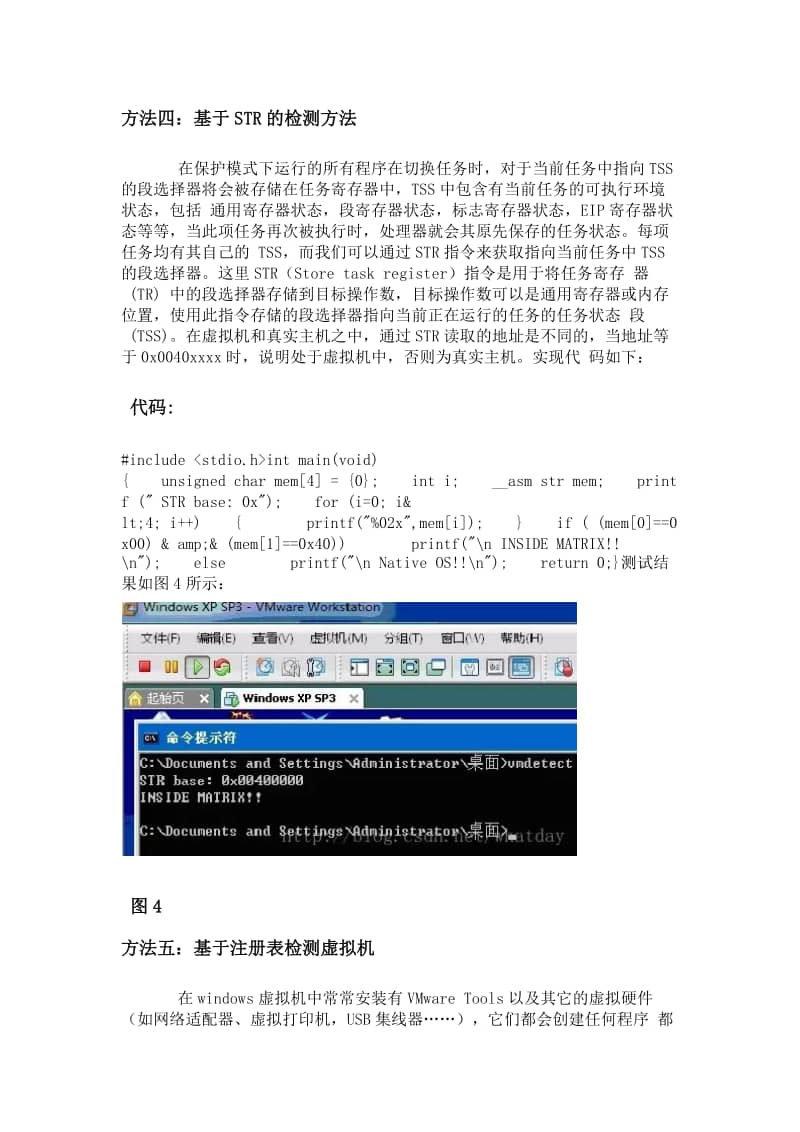 方法四：基于 STR 的检测方法
在保护模式下运行的所有程序在切换任务时，对于当前任务中指向 TSS
的段选择器将会被存储在任务寄存器中，TSS 中包含有当前任务的可执行环境
状态，包括 通用寄存器状态，段寄存器状态，标志寄存器状态，EIP 寄存器状
态等等，当此项任务再次被执行时，处理器就会其原先保存的任务状态。每项
任务均有其自己的 TSS，而我们可以通过 STR 指令来获取指向当前任务中 TSS
的段选择器。这里 STR（Store task register）指令是用于将任务寄存 器
(TR) 中的段选择器存储到目标操作数，目标操作数可以是通用寄存器或内存
位置，使用此指令存储的段选择器指向当前正在运行的任务的任务状态 段
(TSS)。在虚拟机和真实主机之中，通过 STR 读取的地址是不同的，当地址等
于 0x0040xxxx 时，说明处于虚拟机中，否则为真实主机。实现代 码如下：
代码：
#include <stdio.h>int main(void)
{ unsigned char mem[4] = {0}; int i; __asm str mem; print
f (" STR base: 0x"); for (i=0; i&
lt;4; i++) { printf("%02x",mem[i]); } if ( (mem[0]==0
x00) & amp;& (mem[1]==0x40)) printf("\n INSIDE MATRIX!!
\n"); else printf("\n Native OS!!\n"); return 0;}测试结
果如图 4 所示：
Windows XP SP3 - VMware Workstation
文件(F) 编辑(E) 查看(V) 虚拟机(M) 分组(T) 窗口(W) 帮助(H)
起始页 Windows XP SP3
命令提示符
C:\Documents and Settings\Administrator\桌面>vmdetect
STR base: 0x00400000
INSIDE MATRIX!!
C:\Documents and Settings\Administrator\桌面>_
http://blog.csdn.net/whatday
图 4
方法五：基于注册表检测虚拟机
在 windows 虚拟机中常常安装有 VMware Tools 以及其它的虚拟硬件
（如网络适配器、虚拟打印机，USB 集线器……），它们都会创建任何程序 都